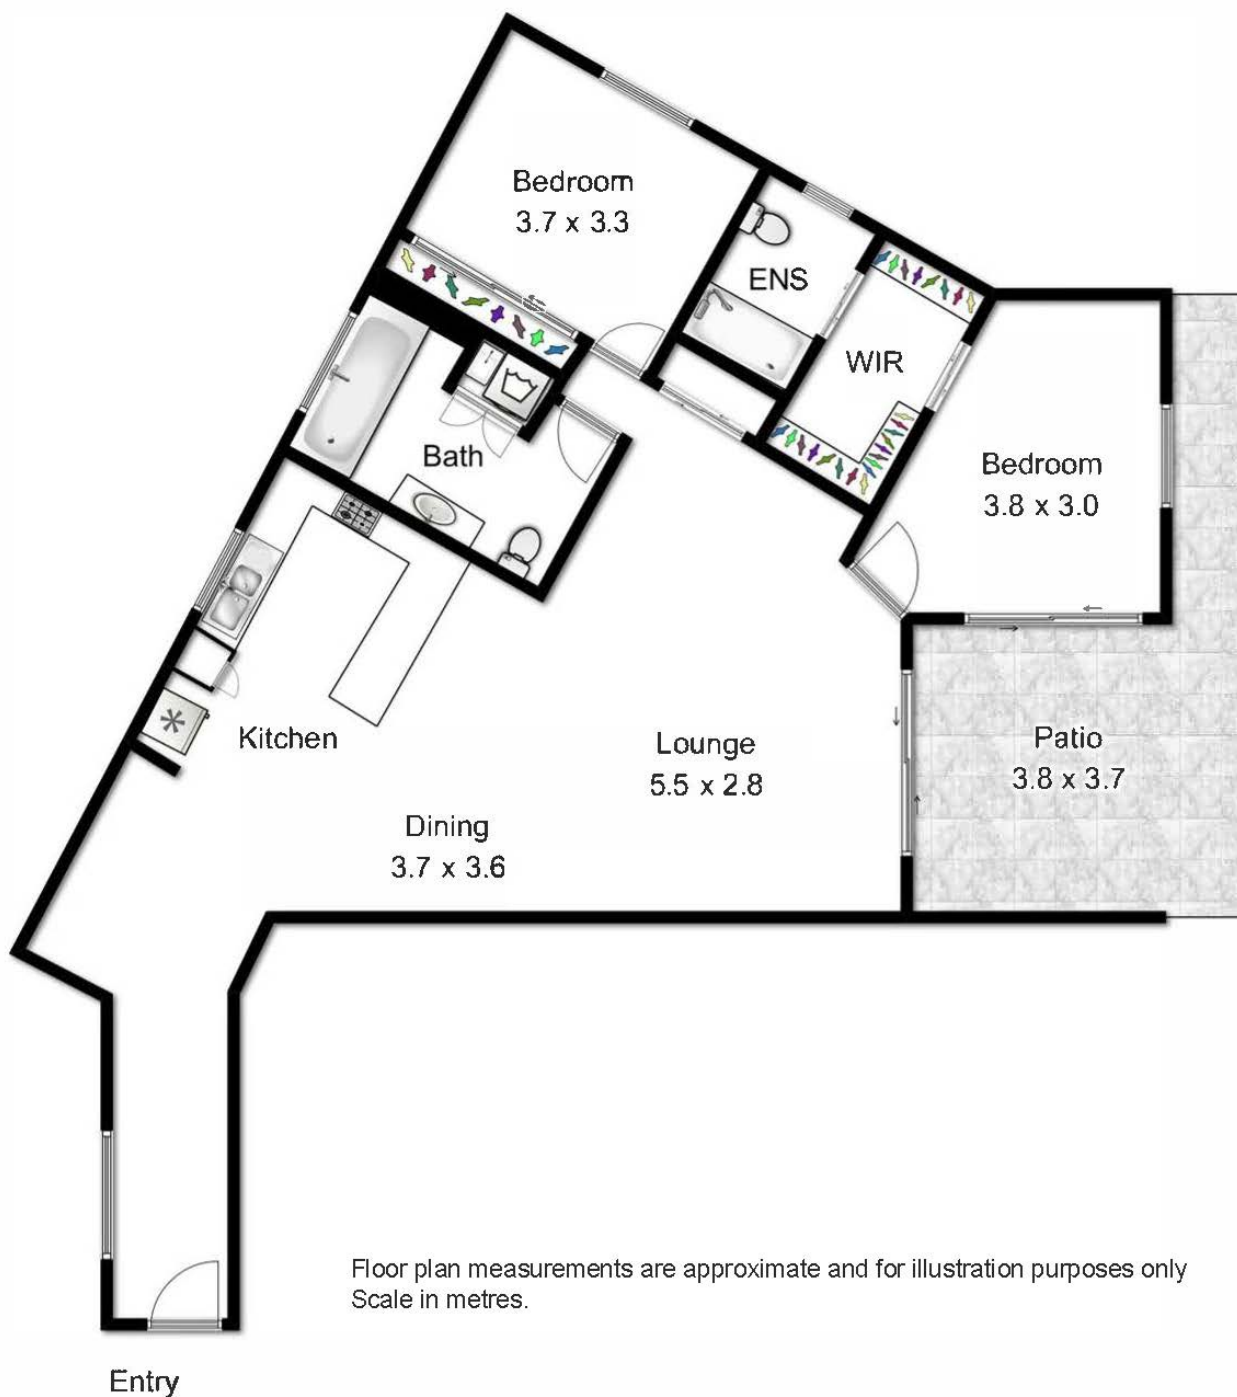 Bedroom
3.7 x 3.3
ENS
WIR
Bath
Bedroom
3.8 x 3.0
Kitchen
Lounge
5.5 x 2.8
Patio
3.8 x 3.7
Dining
3.7 x 3.6
Floor plan measurements are approximate and for illustration purposes only
Scale in metres.
Entry